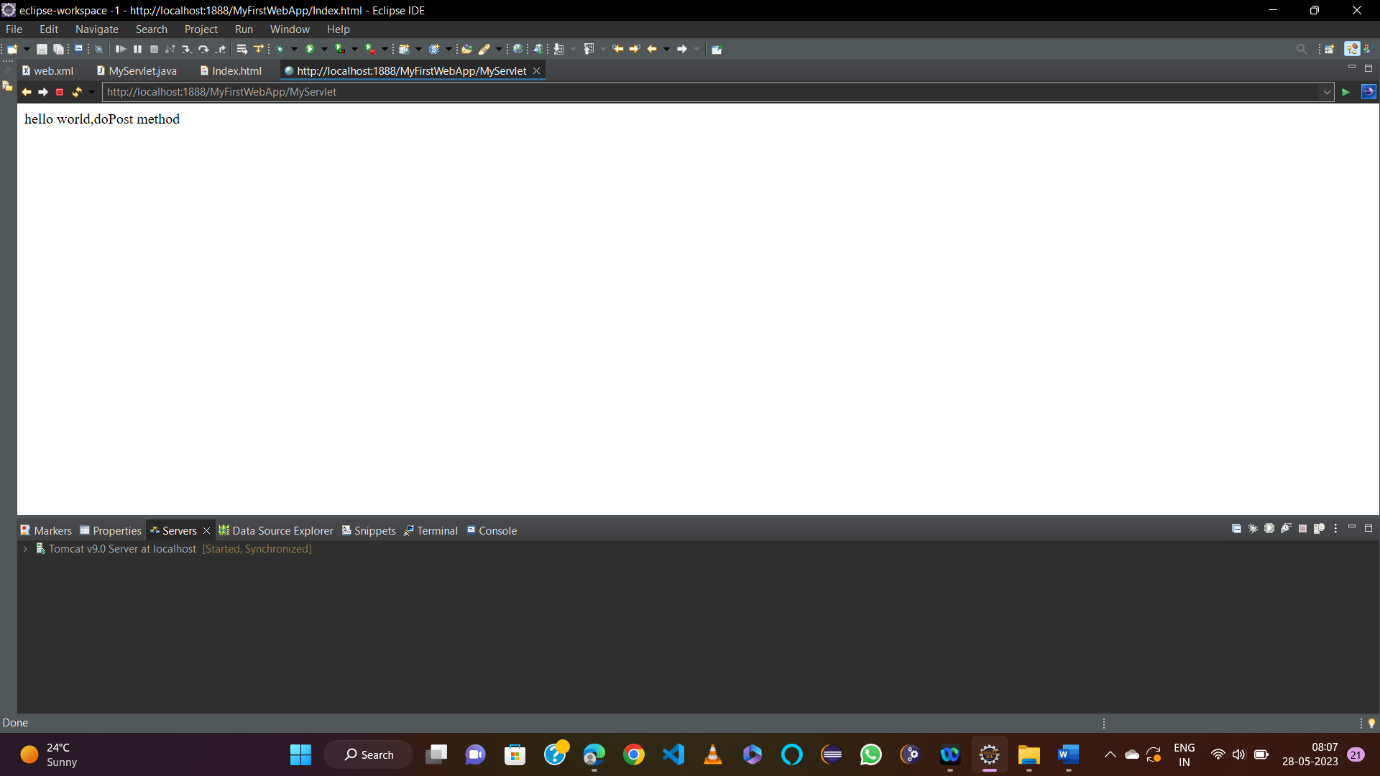 eclipse-workspace -1 - http://localhost:1888/MyFirstWebApp/Index.html - Eclipse IDE
File Edit Navigate Search Project Run Window Help
web.xml MyServlet.java Index.html http://localhost:1888/MyFirstWebApp/MyServlet
http://localhost:1888/MyFirstWebApp/MyServlet
hello world,doPost method
Markers Properties Servers Data Source Explorer Snippets Terminal Console
Tomcat v9.0 Server at localhost [Started, Synchronized]
Done
24°C
Sunny
Search
ENG
IN
08:07
28-05-2023
21